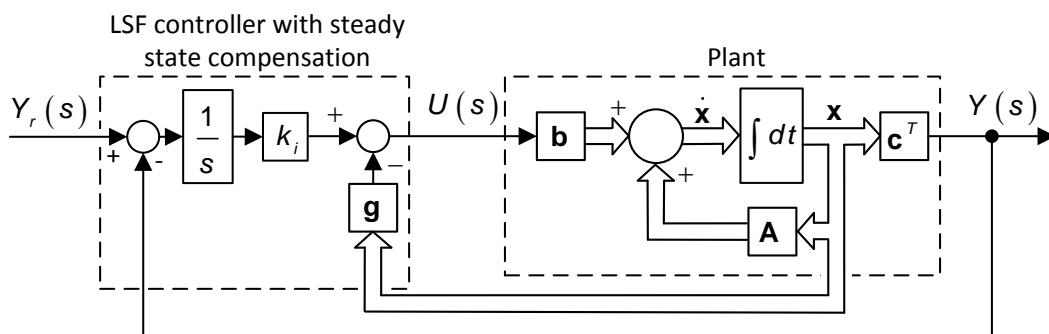 LSF controller with steady
state compensation
Plant
Y_r(s)
+
-
1
s
k_i
+
−
g
U(s)
b
+
+
ẋ
∫ dt
x
A
c^T
Y(s)